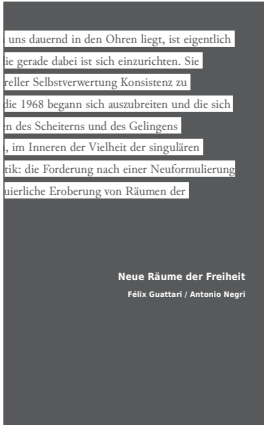 uns dauernd in den Ohren liegt, ist eigentlich
die gerade dabei ist sich einzurichten. Sie
reller Selbstverwertung Konsistenz zu
die 1968 begann sich auszubreiten und die sich
en des Scheiterns und des Gelingens
, im Inneren der Vielheit der singulären
tik: die Forderung nach einer Neuformulierung
uierliche Eroberung von Räumen der
Neue Räume der Freiheit
Félix Guattari / Antonio Negri